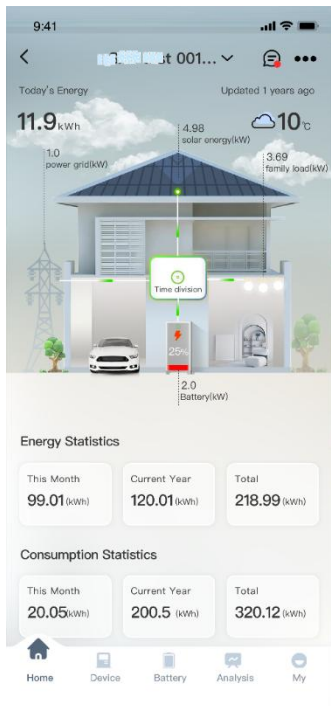 9:41
st 001...
Today's Energy
Updated 1 years ago
11.9kWh
10℃
4.98
solar energy(kW)
1.0
power grid(kW)
3.69
family load(kW)
Time division
25%
2.0
Battery(kW)
Energy Statistics
This Month
Current Year
Total
99.01(kWh)
120.01(kWh)
218.99(kWh)
Consumption Statistics
This Month
Current Year
Total
20.05(kWh)
200.5 (kWh)
320.12(kWh)
Home
Device
Battery
Analysis
My